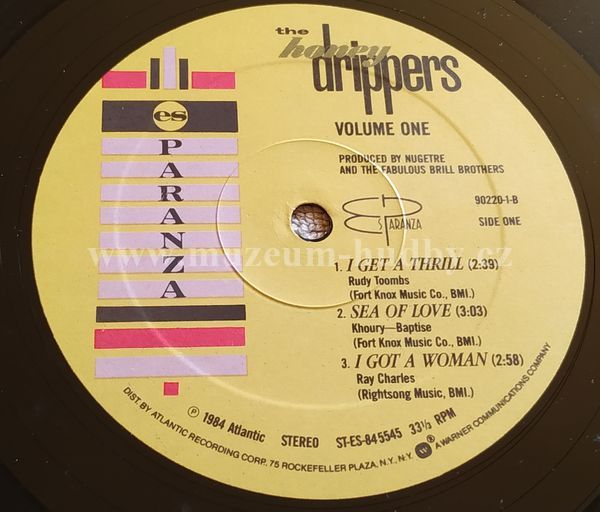 the
honey
drippers
VOLUME ONE
PRODUCED BY NUGETRE
AND THE FABULOUS BRILL BROTHERS
es
PARANZA
ES PARANZA
90220-1-B
SIDE ONE
www.muzeum-hudby.cz
1. I GET A THRILL (2:39)
Rudy Toombs
(Fort Knox Music Co., BMI.)
2. SEA OF LOVE (3:03)
Khoury—Baptise
(Fort Knox Music Co., BMI.)
3. I GOT A WOMAN (2:58)
Ray Charles
(Rightsong Music, BMI.)
℗ 1984 Atlantic STEREO ST-ES-845545 33⅓ RPM
DIST. BY ATLANTIC RECORDING CORP., 75 ROCKEFELLER PLAZA, N.Y., N.Y. W® A WARNER COMMUNICATIONS COMPANY